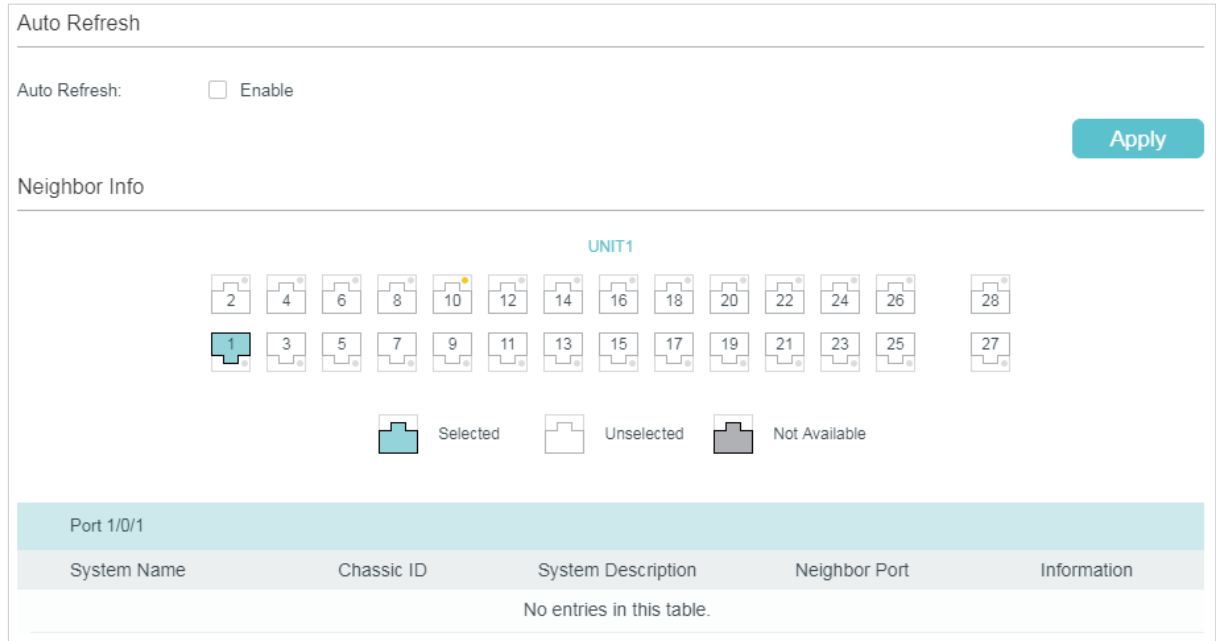 Auto Refresh
Auto Refresh: Enable
Apply
Neighbor Info
UNIT1
2 4 6 8 10 12 14 16 18 20 22 24 26 28
1 3 5 7 9 11 13 15 17 19 21 23 25 27
Selected Unselected Not Available
Port 1/0/1
System Name Chassic ID System Description Neighbor Port Information
No entries in this table.